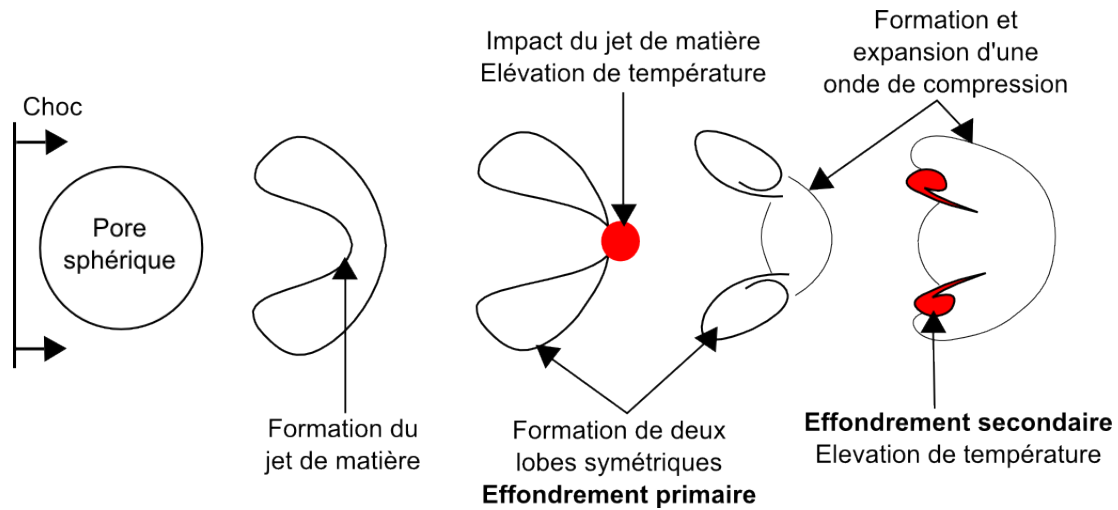 Choc
Pore
sphérique
Formation du
jet de matière
Impact du jet de matière
Elévation de température
Formation de deux
lobes symétriques
Effondrement primaire
Formation et
expansion d'une
onde de compression
Effondrement secondaire
Elevation de température